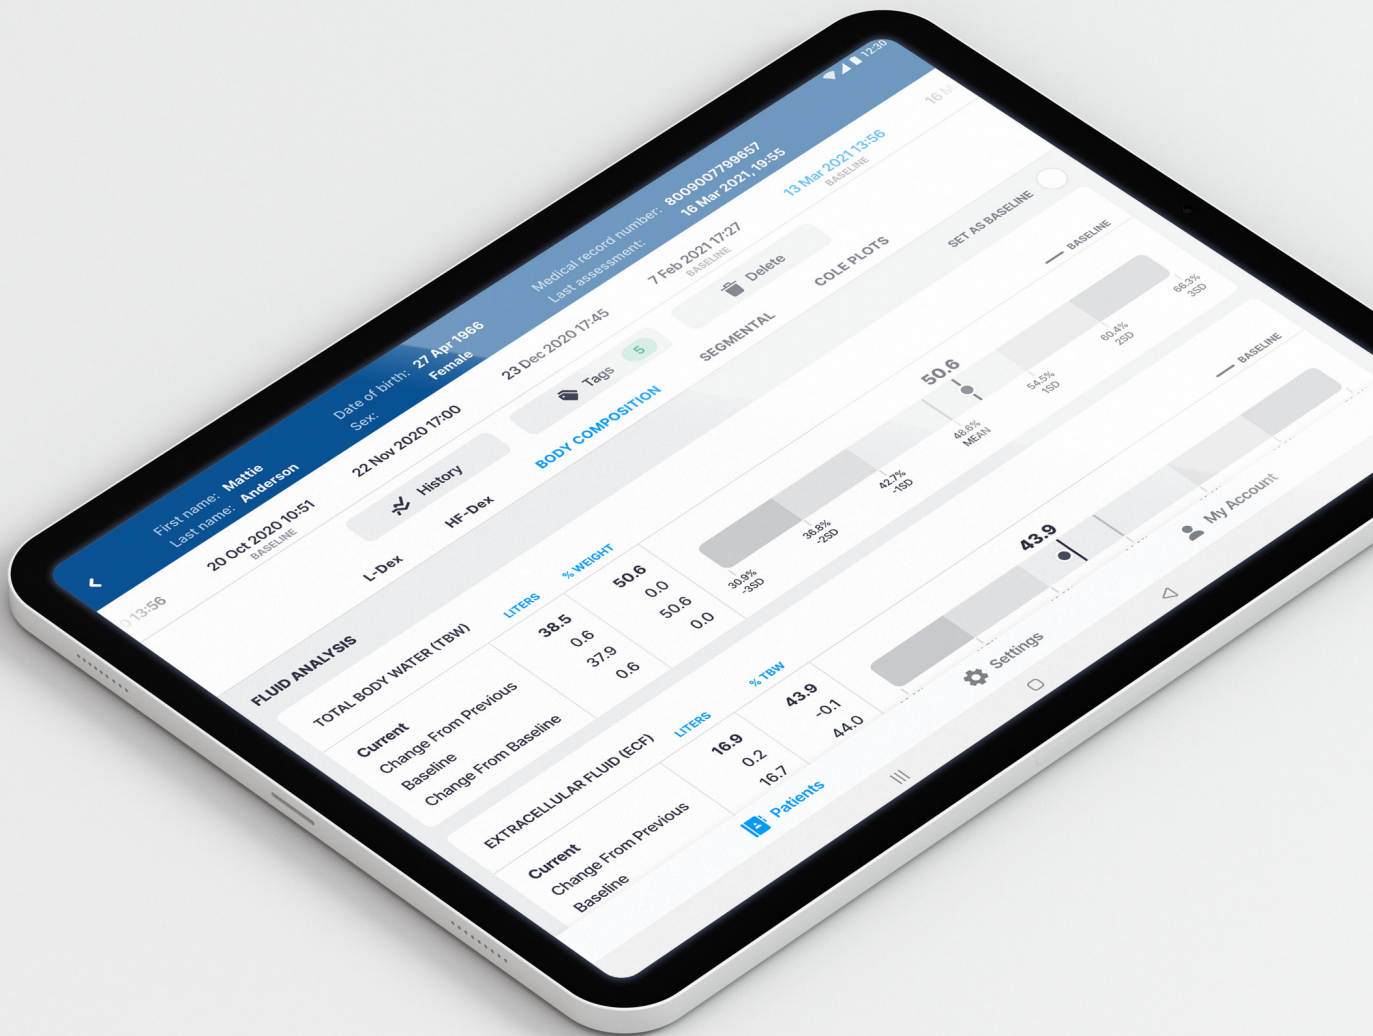 12:30
First name: Mattie
Last name: Anderson
Date of birth: 27 Apr 1966
Sex: Female
Medical record number: 8009007799657
Last assessment: 16 Mar 2021, 19:55
13:56
20 Oct 2020 10:51
BASELINE
22 Nov 2020 17:00
23 Dec 2020 17:45
7 Feb 2021 17:27
BASELINE
13 Mar 2021 13:56
BASELINE
16
History
Tags 5
Delete
L-Dex
HF-Dex
BODY COMPOSITION
SEGMENTAL
COLE PLOTS
FLUID ANALYSIS
SET AS BASELINE
TOTAL BODY WATER (TBW)
LITERS
% WEIGHT
BASELINE
Current 38.5 50.6
Change From Previous 0.6 0.0
Baseline 37.9 50.6
Change From Baseline 0.6 0.0
50.6
30.9%
-3SD
36.8%
-2SD
42.7%
-1SD
48.6%
MEAN
54.5%
1SD
60.4%
2SD
66.3%
3SD
EXTRACELLULAR FLUID (ECF)
LITERS
% TBW
BASELINE
Current 16.9 43.9
Change From Previous 0.2 -0.1
Baseline 16.7 44.0
43.9
Patients
Settings
My Account